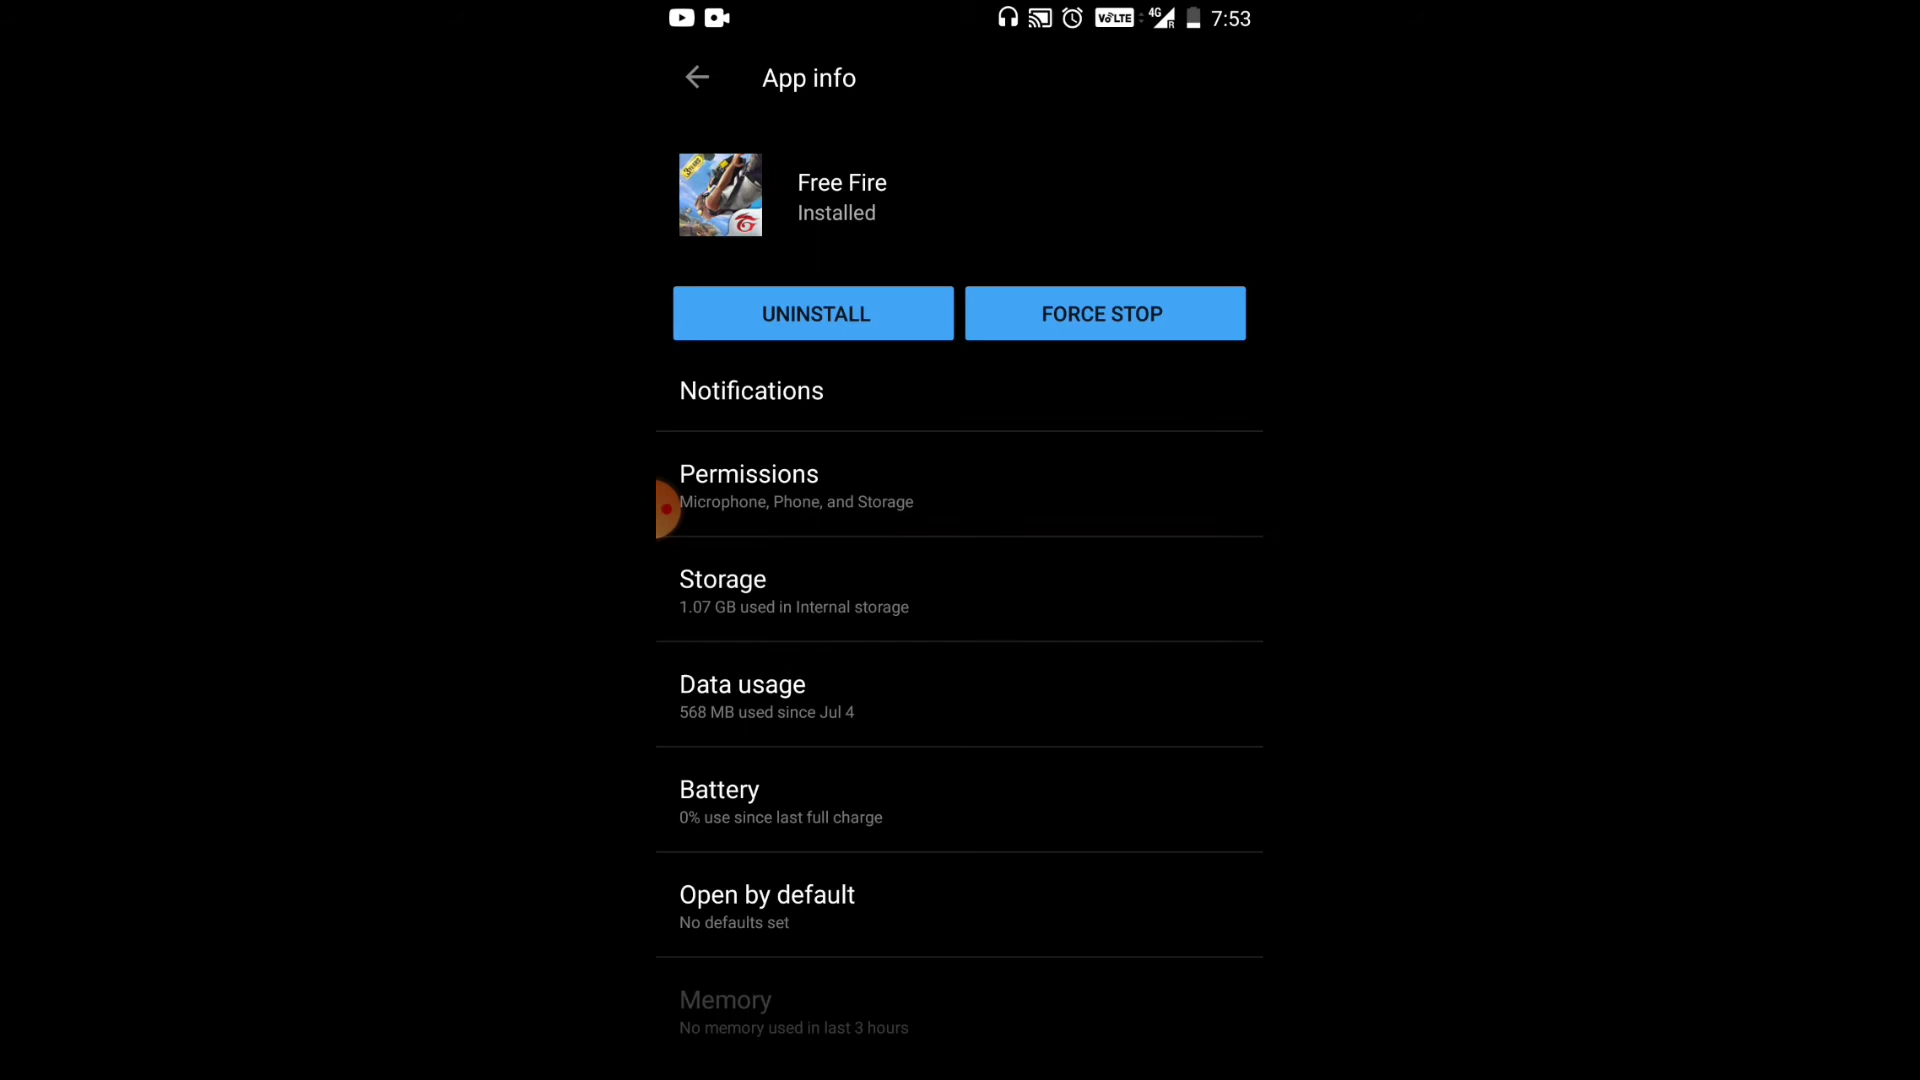 VoLTE 4G R 7:53
App info
Free Fire
Installed
UNINSTALL
FORCE STOP
Notifications
Permissions
Microphone, Phone, and Storage
Storage
1.07 GB used in Internal storage
Data usage
568 MB used since Jul 4
Battery
0% use since last full charge
Open by default
No defaults set
Memory
No memory used in last 3 hours